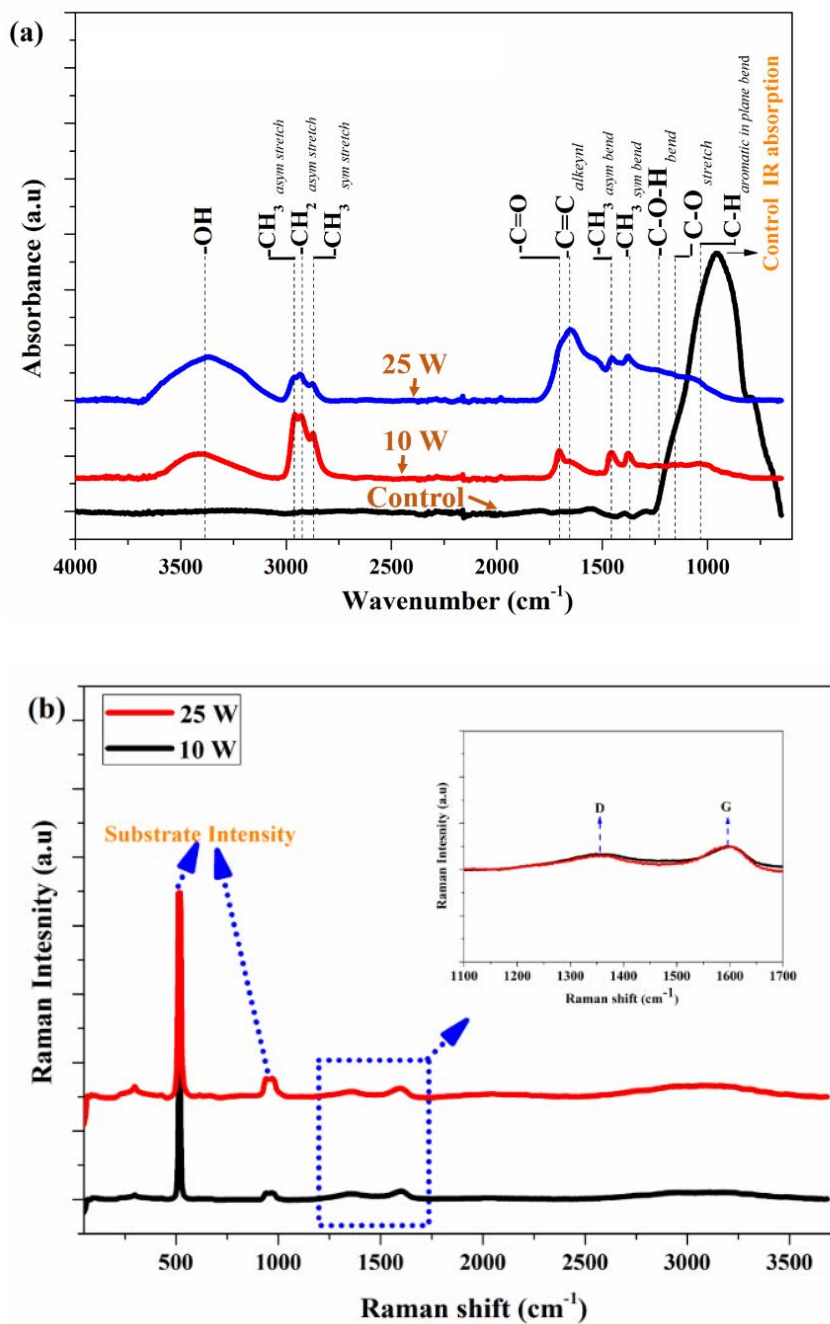 (a)
Absorbance (a.u)
-OH
-CH3 asym stretch
-CH2 asym stretch
-CH3 sym stretch
-C=O
-C=C alkeynl
-CH3 asym bend
-CH3 sym bend
-C-O-H bend
-C-O stretch
-C-H aromatic in plane bend
Control IR absorption
25 W
10 W
Control
4000 3500 3000 2500 2000 1500 1000
Wavenumber (cm-1)
(b)
25 W
10 W
Substrate Intensity
Raman Intesnity (a.u)
D
G
Raman Intesnity (a.u)
1100 1200 1300 1400 1500 1600 1700
Raman shift (cm-1)
500 1000 1500 2000 2500 3000 3500
Raman shift (cm-1)